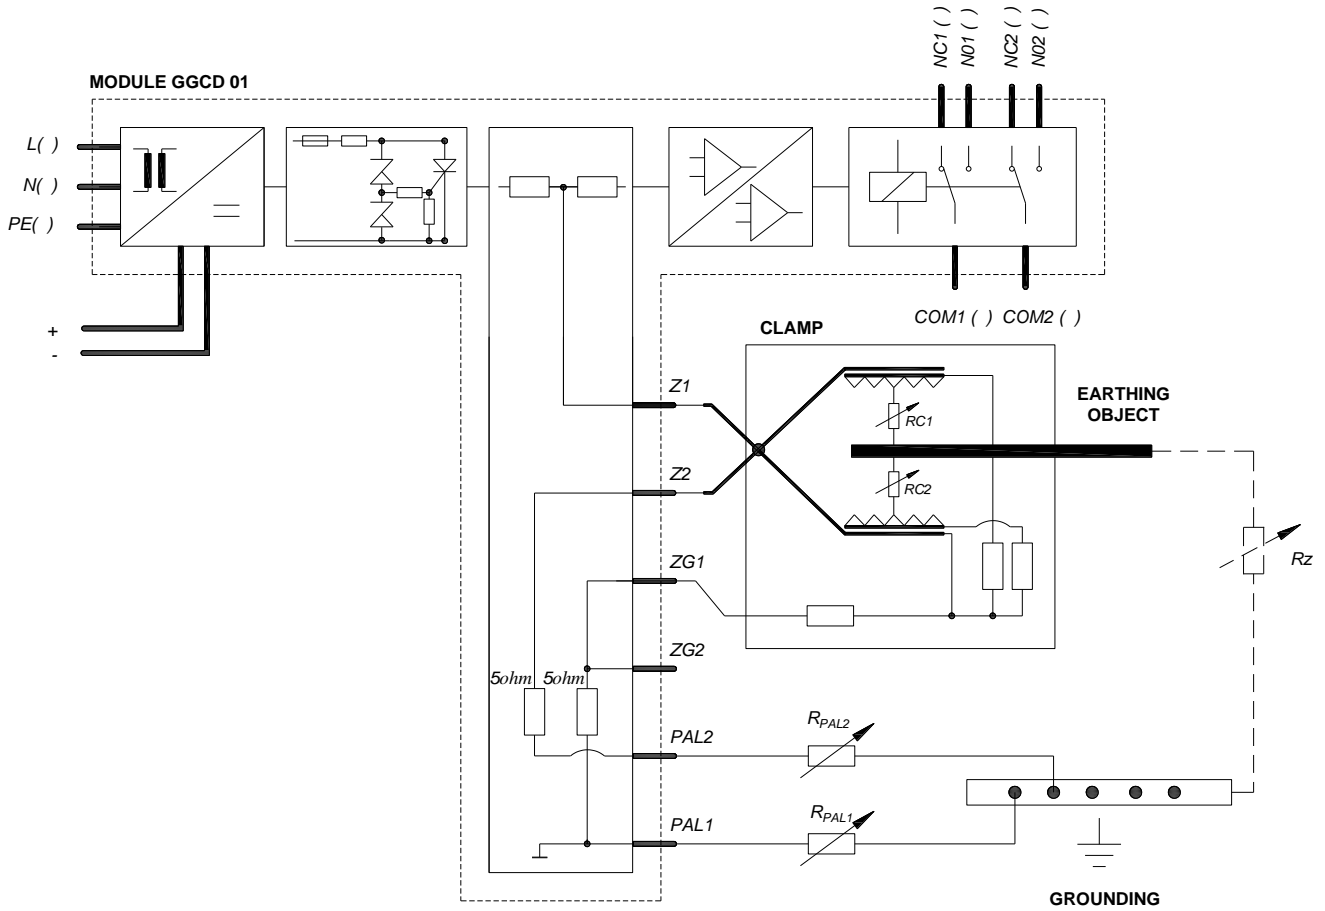 NC1 ( )
N01 ( )
NC2 ( )
N02 ( )
MODULE GGCD 01
L( )
N( )
PE( )
+
-
COM1 ( ) COM2 ( )
CLAMP
Z1
EARTHING
OBJECT
RC1
Z2
RC2
ZG1
Rz
ZG2
5ohm 5ohm
PAL2
RPAL2
PAL1
RPAL1
GROUNDING